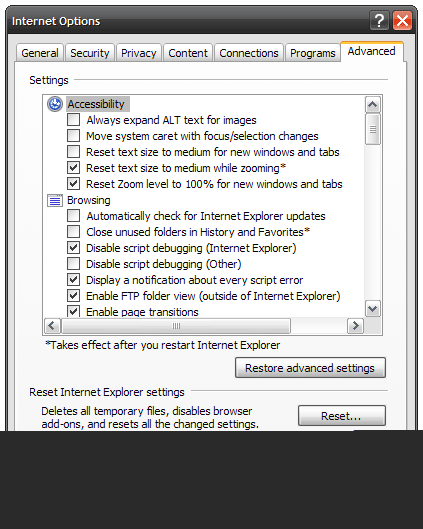 Internet Options
General Security Privacy Content Connections Programs Advanced
Settings
Accessibility
Always expand ALT text for images
Move system caret with focus/selection changes
Reset text size to medium for new windows and tabs
Reset text size to medium while zooming*
Reset Zoom level to 100% for new windows and tabs
Browsing
Automatically check for Internet Explorer updates
Close unused folders in History and Favorites*
Disable script debugging (Internet Explorer)
Disable script debugging (Other)
Display a notification about every script error
Enable FTP folder view (outside of Internet Explorer)
Enable page transitions
*Takes effect after you restart Internet Explorer
Restore advanced settings
Reset Internet Explorer settings
Deletes all temporary files, disables browser
add-ons, and resets all the changed settings.
Reset...